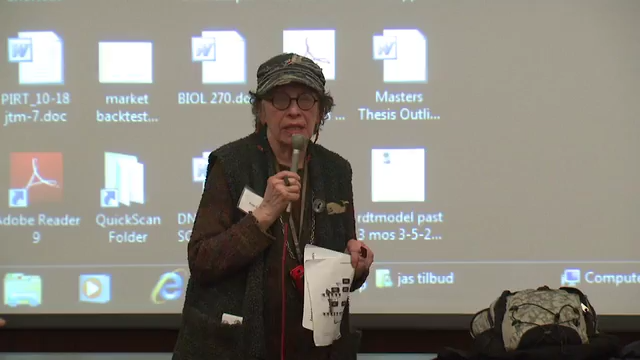 PIRT_10-18
jtm-7.doc
market
backtest...
BIOL 270.do
...
Masters
Thesis Outli...
Adobe Reader
9
QuickScan
Folder
rdtmodel past
3 mos 3-5-2...
jas tilbud
Compute